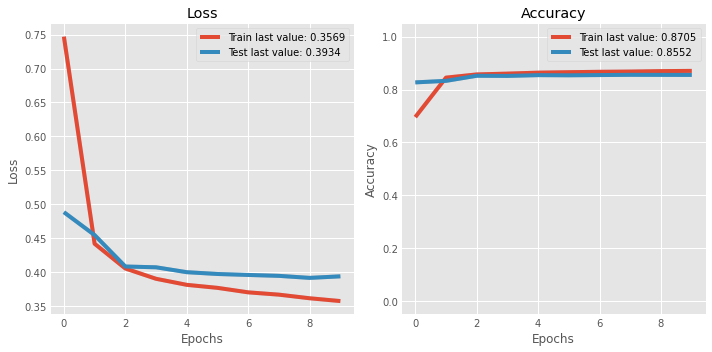 Loss
Train last value: 0.3569
Test last value: 0.3934
0.75
0.70
0.65
0.60
0.55
0.50
0.45
0.40
0.35
Loss
0 2 4 6 8
Epochs
Accuracy
Train last value: 0.8705
Test last value: 0.8552
1.0
0.8
0.6
0.4
0.2
0.0
Accuracy
0 2 4 6 8
Epochs